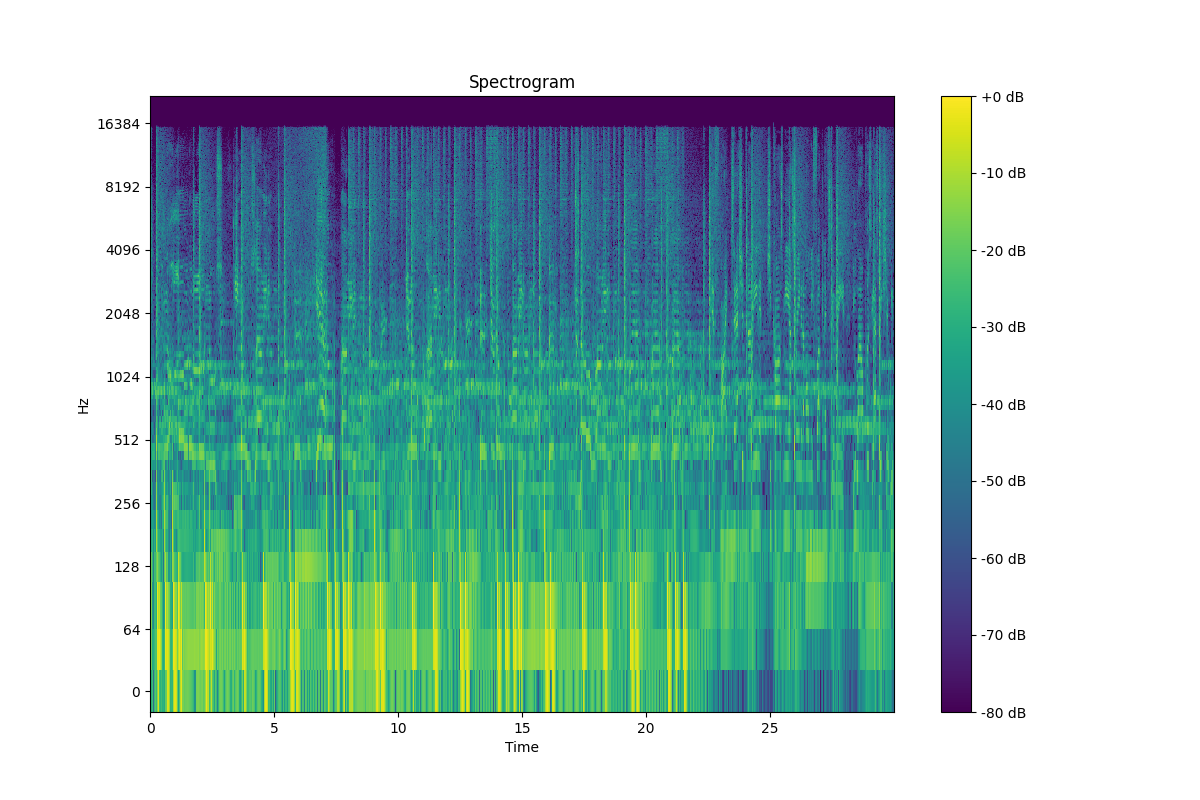 Spectrogram
16384
8192
4096
2048
1024
512
256
128
64
0
Hz
0 5 10 15 20 25
Time
+0 dB
-10 dB
-20 dB
-30 dB
-40 dB
-50 dB
-60 dB
-70 dB
-80 dB